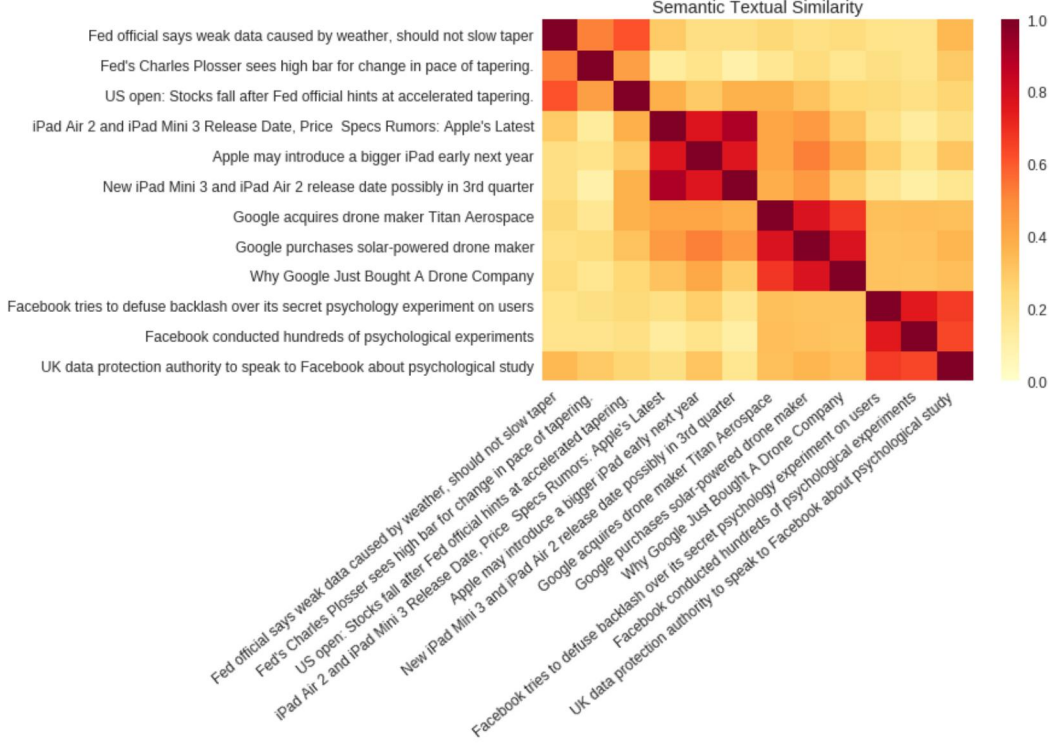 Semantic Textual Similarity
Fed official says weak data caused by weather, should not slow taper
Fed's Charles Plosser sees high bar for change in pace of tapering.
US open: Stocks fall after Fed official hints at accelerated tapering.
iPad Air 2 and iPad Mini 3 Release Date, Price  Specs Rumors: Apple's Latest
Apple may introduce a bigger iPad early next year
New iPad Mini 3 and iPad Air 2 release date possibly in 3rd quarter
Google acquires drone maker Titan Aerospace
Google purchases solar-powered drone maker
Why Google Just Bought A Drone Company
Facebook tries to defuse backlash over its secret psychology experiment on users
Facebook conducted hundreds of psychological experiments
UK data protection authority to speak to Facebook about psychological study
1.0
0.8
0.6
0.4
0.2
0.0
Fed official says weak data caused by weather, should not slow taper
Fed's Charles Plosser sees high bar for change in pace of tapering.
US open: Stocks fall after Fed official hints at accelerated tapering.
iPad Air 2 and iPad Mini 3 Release Date, Price  Specs Rumors: Apple's Latest
Apple may introduce a bigger iPad early next year
New iPad Mini 3 and iPad Air 2 release date possibly in 3rd quarter
Google acquires drone maker Titan Aerospace
Google purchases solar-powered drone maker
Why Google Just Bought A Drone Company
Facebook tries to defuse backlash over its secret psychology experiment on users
Facebook conducted hundreds of psychological experiments
UK data protection authority to speak to Facebook about psychological study